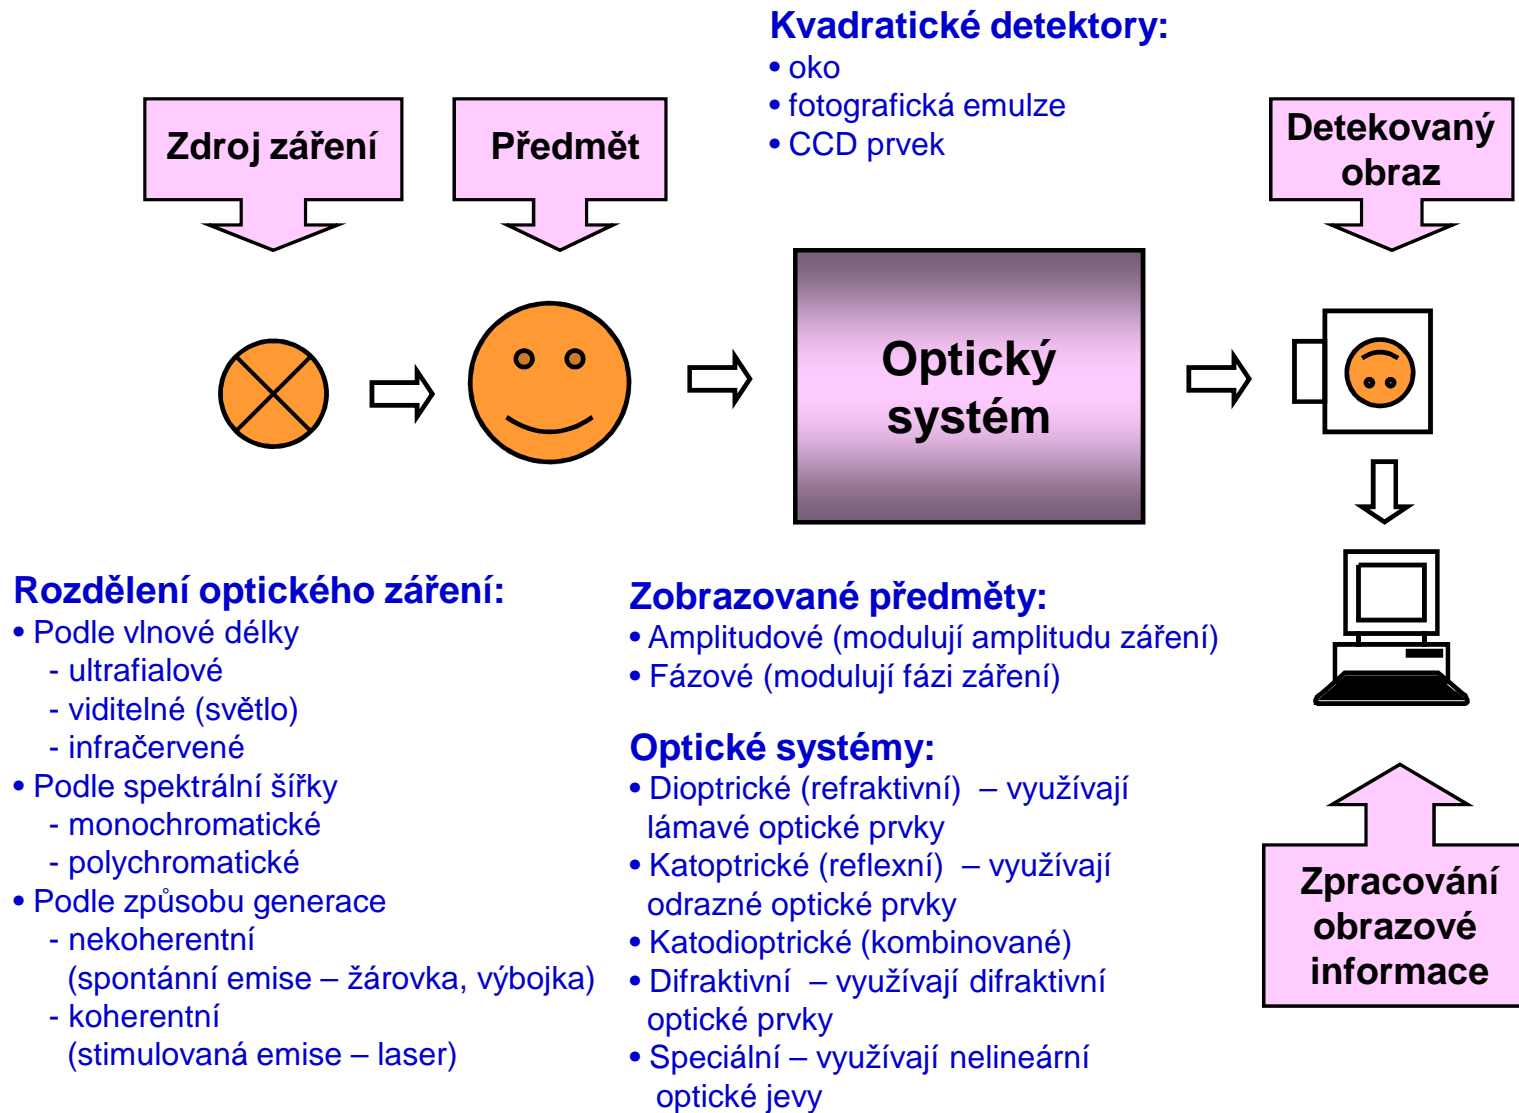 Kvadratické detektory:
• oko
• fotografická emulze
• CCD prvek
Zdroj záření
Předmět
Detekovaný
obraz
Optický
systém
Rozdělení optického záření:
• Podle vlnové délky
- ultrafialové
- viditelné (světlo)
- infračervené
• Podle spektrální šířky
- monochromatické
- polychromatické
• Podle způsobu generace
- nekoherentní
(spontánní emise – žárovka, výbojka)
- koherentní
(stimulovaná emise – laser)
Zobrazované předměty:
• Amplitudové (modulují amplitudu záření)
• Fázové (modulují fázi záření)
Optické systémy:
• Dioptrické (refraktivní) – využívají
lámavé optické prvky
• Katoptrické (reflexní) – využívají
odrazné optické prvky
• Katodioptrické (kombinované)
• Difraktivní – využívají difraktivní
optické prvky
• Speciální – využívají nelineární
optické jevy
Zpracování
obrazové
informace